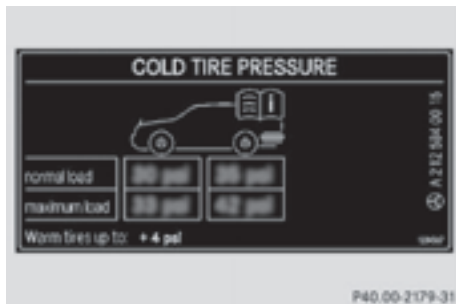 COLD TIRE PRESSURE
i
A 212 584 00 15
normal load
maximum load
Warm tires up to: + 4 psi
P40.00-2179-31